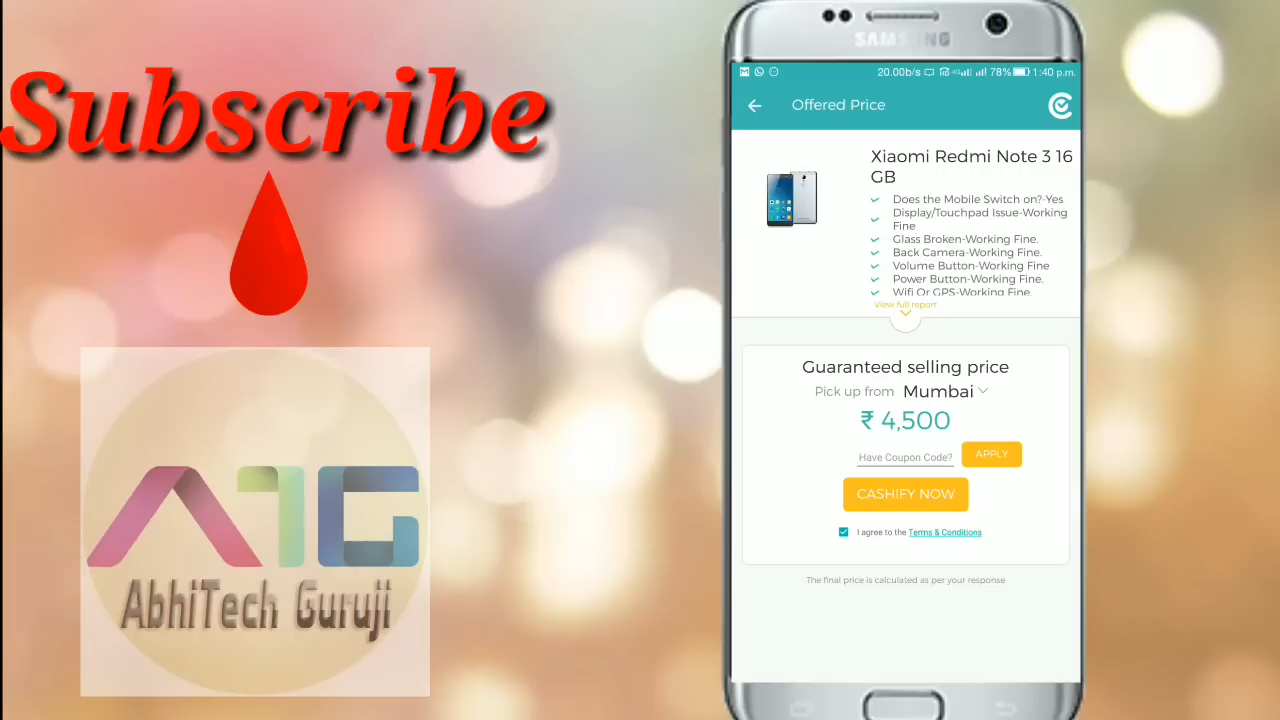 Subscribe
ATG
AbhiTech Guruji
SAMSUNG
20.00b/s 4G 78% 1:40 p.m.
Offered Price
Xiaomi Redmi Note 3 16
GB
Does the Mobile Switch on?-Yes
Display/Touchpad Issue-Working
Fine
Glass Broken-Working Fine.
Back Camera-Working Fine.
Volume Button-Working Fine
Power Button-Working Fine.
Wifi Or GPS-Working Fine
View full report
Guaranteed selling price
Pick up from Mumbai
₹ 4,500
Have Coupon Code? APPLY
CASHIFY NOW
I agree to the Terms & Conditions
The final price is calculated as per your response